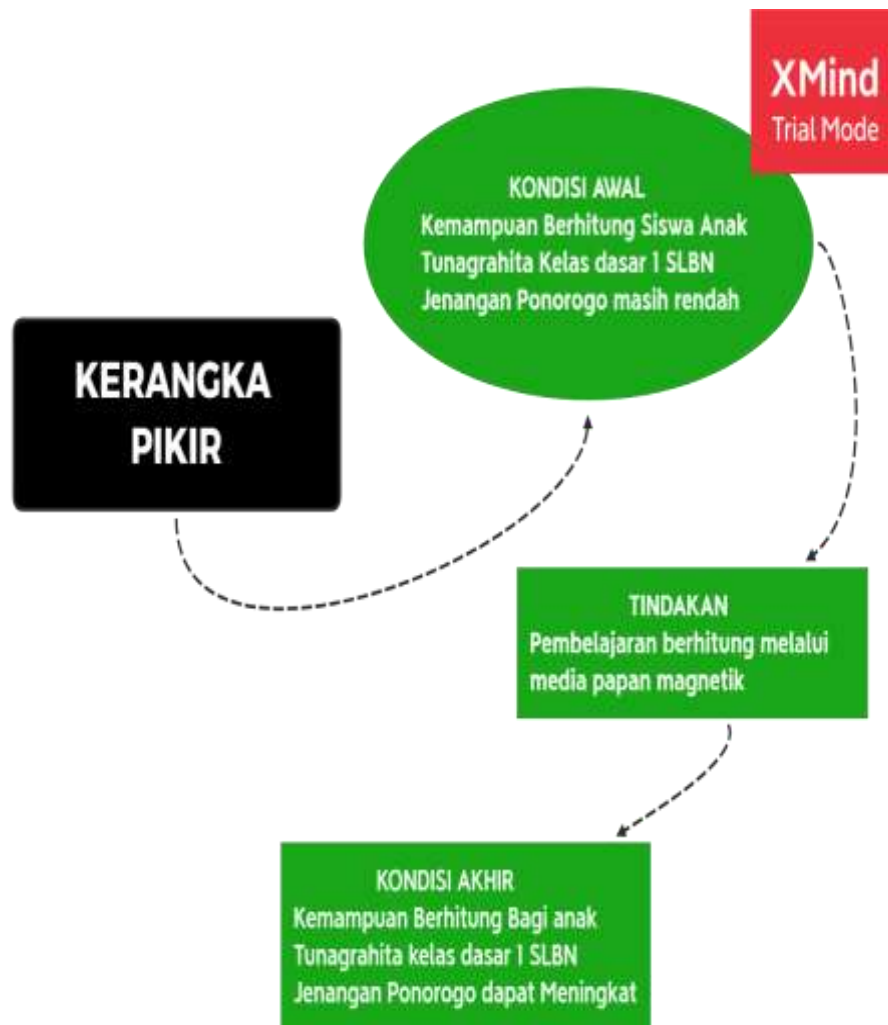 XMind
Trial Mode
KONDISI AWAL
Kemampuan Berhitung Siswa Anak
Tunagrahita Kelas dasar 1 SLBN
Jenangan Ponorogo masih rendah
KERANGKA
PIKIR
TINDAKAN
Pembelajaran berhitung melalui
media papan magnetik
KONDISI AKHIR
Kemampuan Berhitung Bagi anak
Tunagrahita kelas dasar 1 SLBN
Jenangan Ponorogo dapat Meningkat